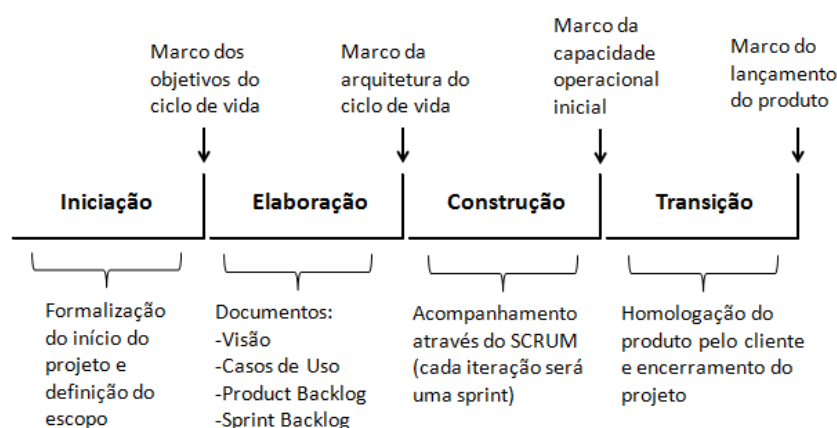 Marco dos
objetivos do
ciclo de vida
Marco da
arquitetura do
ciclo de vida
Marco da
capacidade
operacional
inicial
Marco do
lançamento
do produto
Iniciação
Elaboração
Construção
Transição
Formalização
do início do
projeto e
definição do
escopo
Documentos:
-Visão
-Casos de Uso
-Product Backlog
-Sprint Backlog
Acompanhamento
através do SCRUM
(cada iteração será
uma sprint)
Homologação do
produto pelo cliente
e encerramento do
projeto